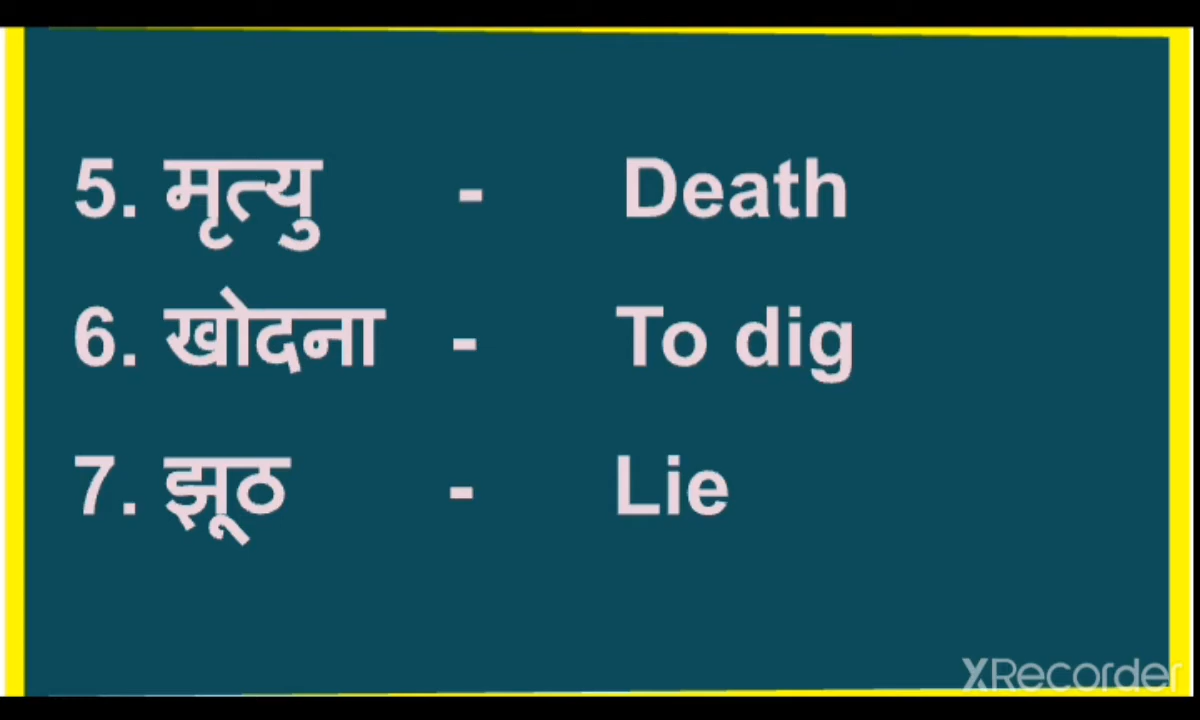 5. मृत्यु - Death
6. खोदना - To dig
7. झूठ - Lie
XRecorder